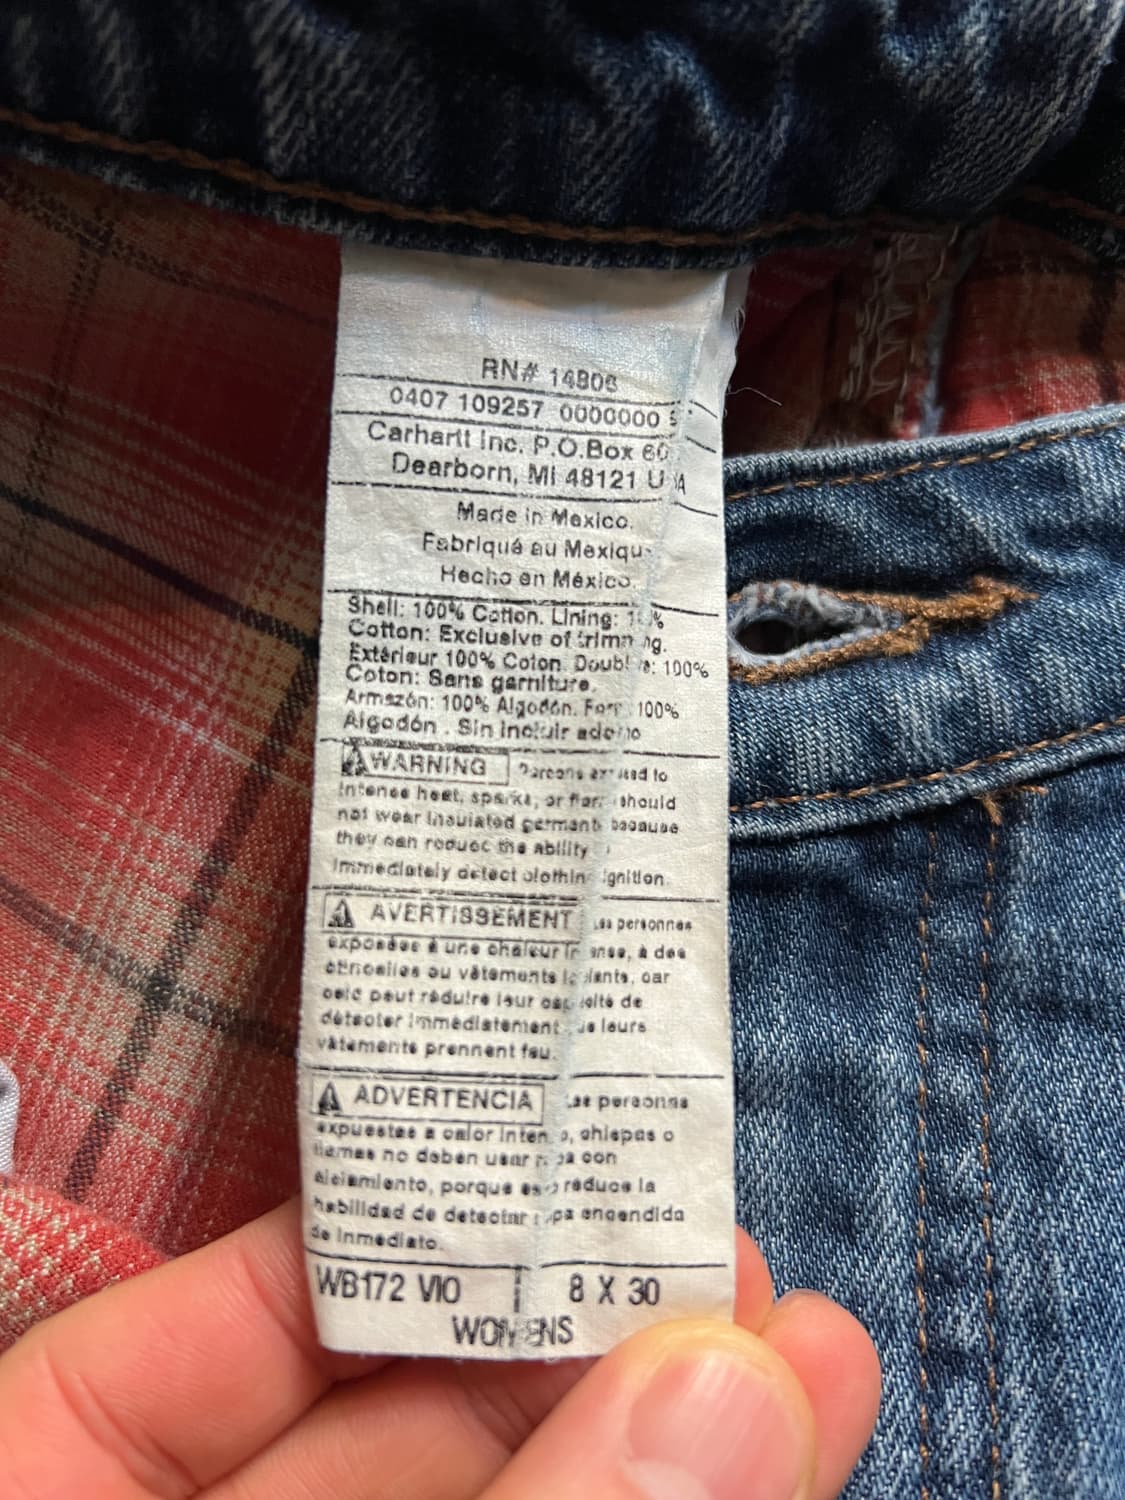 RN# 14806
0407 109257 0000000
Carhartt Inc. P.O.Box 60
Dearborn, MI 48121
Made in Mexico.
Fabriqué au
Hecho en México.
Shell: 100% Cotton. Lining:
Cotton: Exclusive of
Extérieur 100% Coton. 100%
Coton: Sans garniture.
Armazón: 100% Algodón. 100%
Algodón . Sin incluir
WARNING to
intense heat, sparks, or should
not wear insulated because
they can reduce the ability
immediately detect ignition.
AVERTISSEMENT personnes
exposées à une chaleur à des
étincelles ou vêtements car
cela peut réduire leur de
détecter immédiatement leurs
vêtements prennent feu.
ADVERTENCIA personas
expuestas a calor chispas o
llamas no deben usar con
aislamiento, porque reduce la
habilidad de detectar encendida
de inmediato.
WB172 VIO | 8 X 30
WOMENS